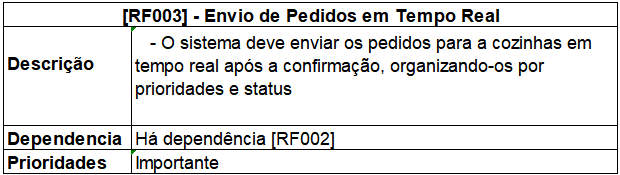 [RF003] - Envio de Pedidos em Tempo Real
- O sistema deve enviar os pedidos para a cozinhas em
Descrição
tempo real após a confirmação, organizando-os por
prioridades e status
Dependencia Há dependência [RF002]
Prioridades Importante